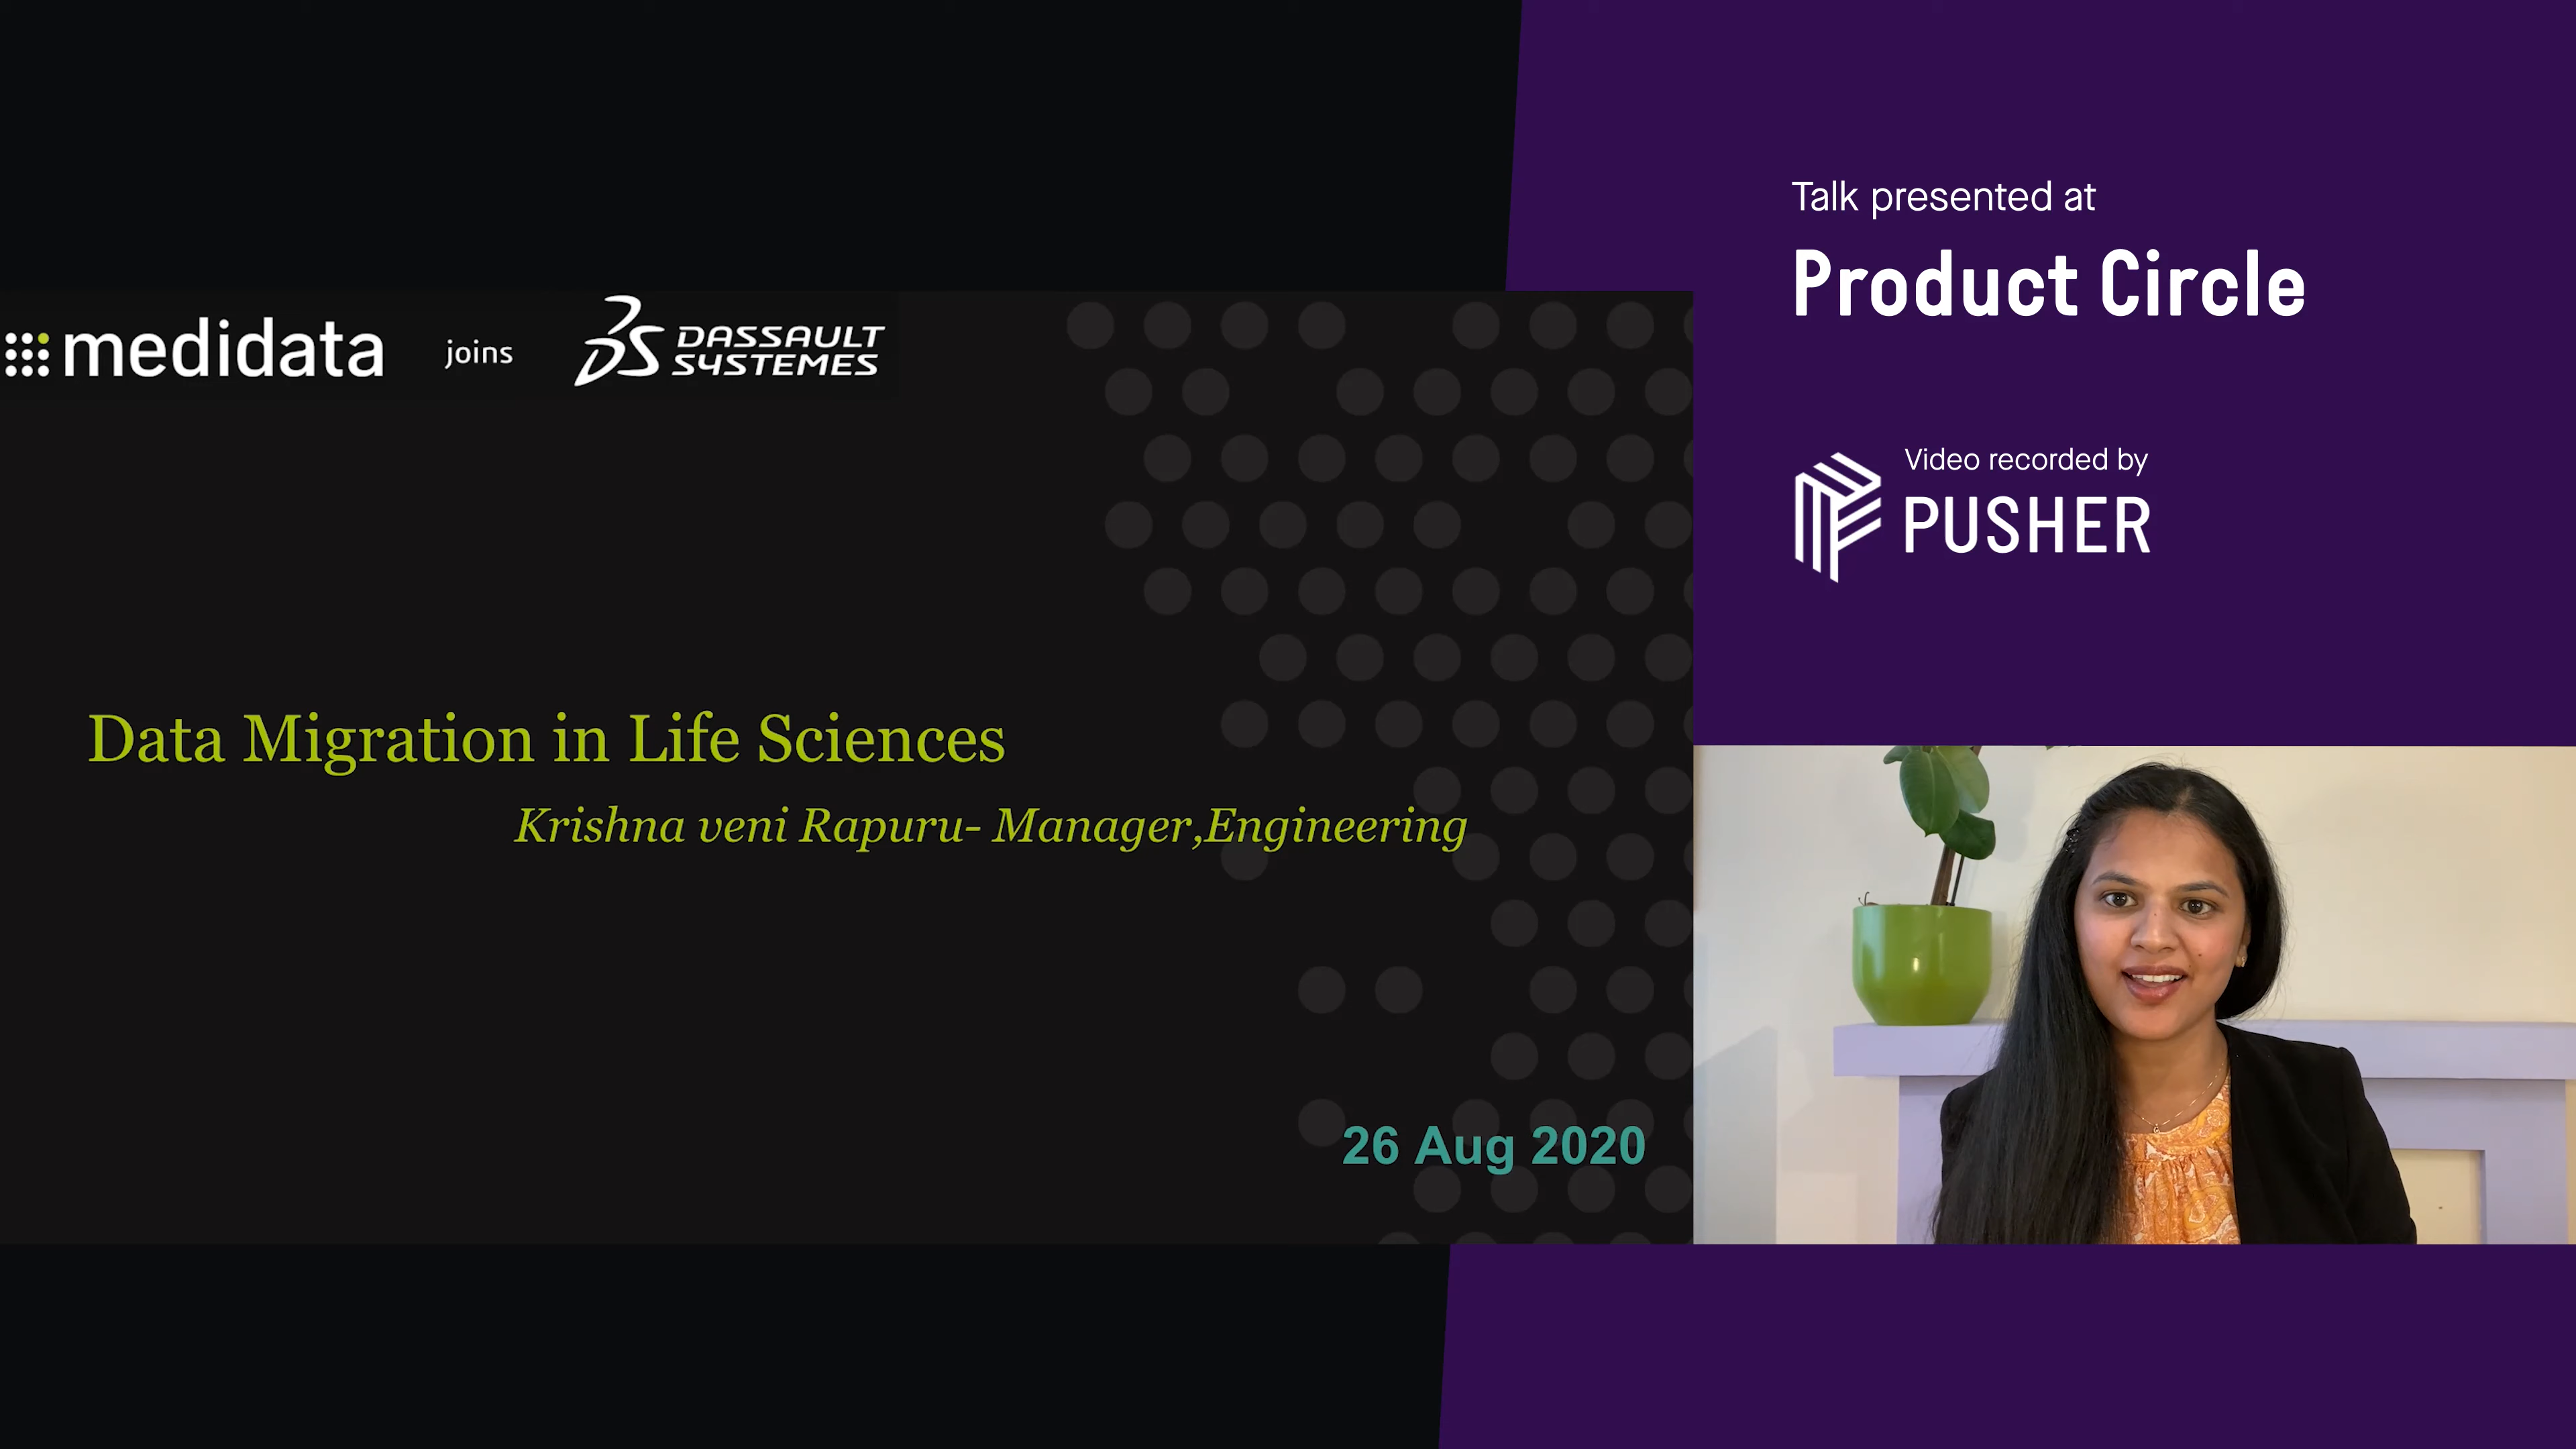 medidata joins DASSAULT SYSTEMES
Data Migration in Life Sciences
Krishna veni Rapuru- Manager,Engineering
26 Aug 2020
Talk presented at
Product Circle
Video recorded by
PUSHER